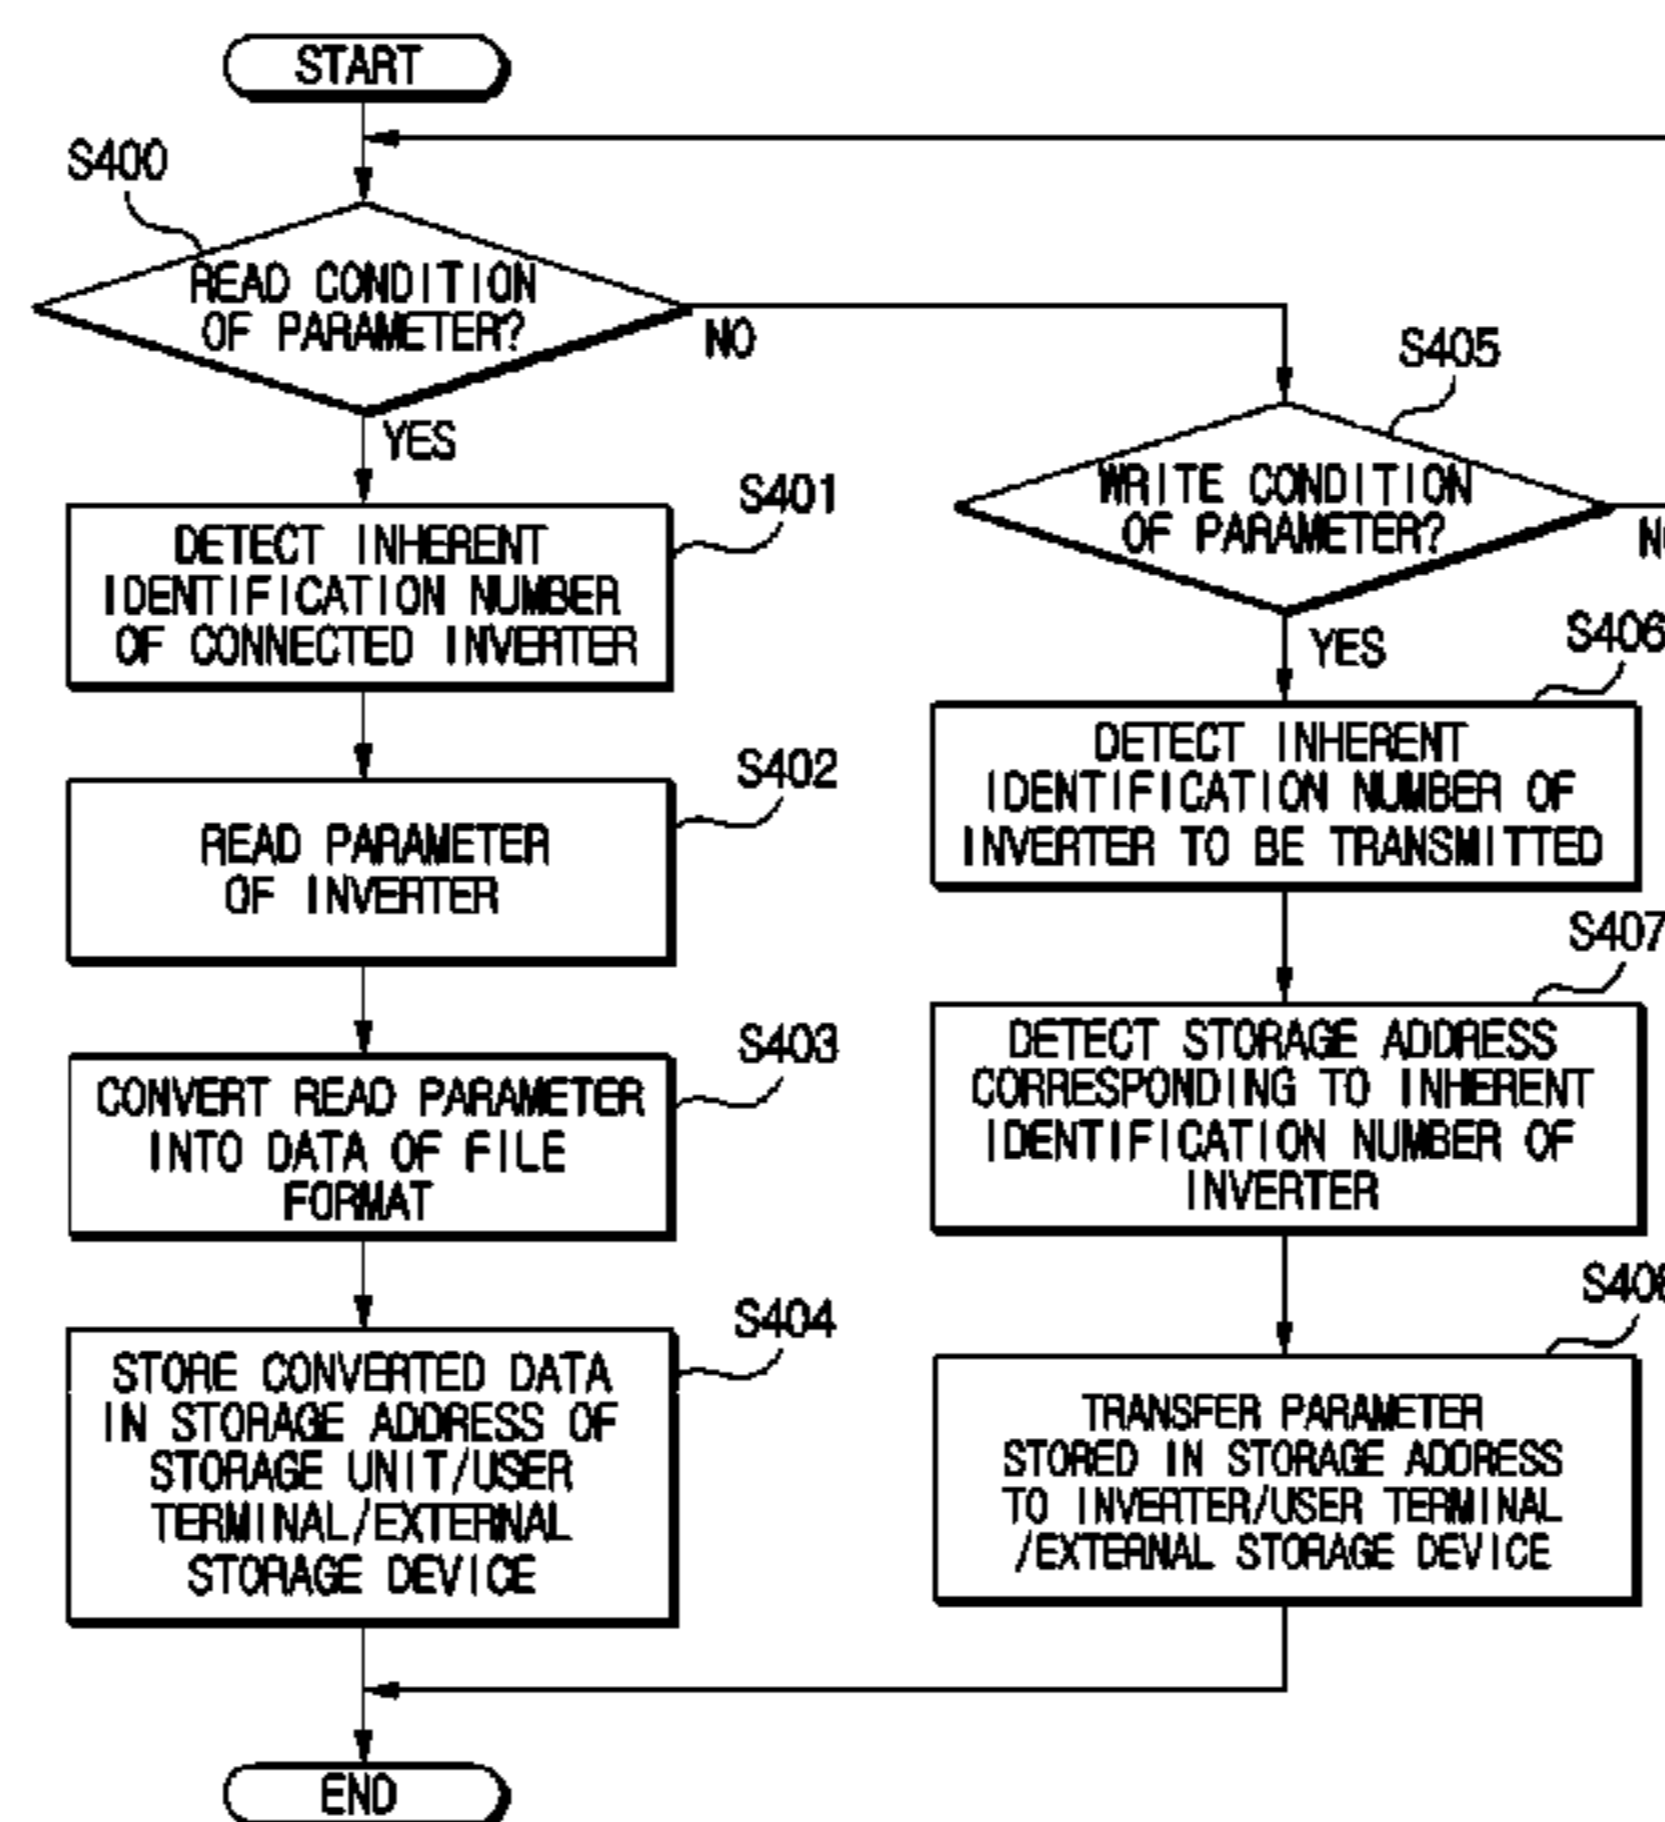 START
S400
READ CONDITION
OF PARAMETER?
NO
YES
S401
DETECT INHERENT
IDENTIFICATION NUMBER
OF CONNECTED INVERTER
S402
READ PARAMETER
OF INVERTER
S403
CONVERT READ PARAMETER
INTO DATA OF FILE
FORMAT
S404
STORE CONVERTED DATA
IN STORAGE ADDRESS OF
STORAGE UNIT/USER
TERMINAL/EXTERNAL
STORAGE DEVICE
S405
WRITE CONDITION
OF PARAMETER?
YES
S406
DETECT INHERENT
IDENTIFICATION NUMBER OF
INVERTER TO BE TRANSMITTED
S407
DETECT STORAGE ADDRESS
CORRESPONDING TO INHERENT
IDENTIFICATION NUMBER OF
INVERTER
TRANSFER PARAMETER
STORED IN STORAGE ADDRESS
TO INVERTER/USER TERMINAL
/EXTERNAL STORAGE DEVICE
END